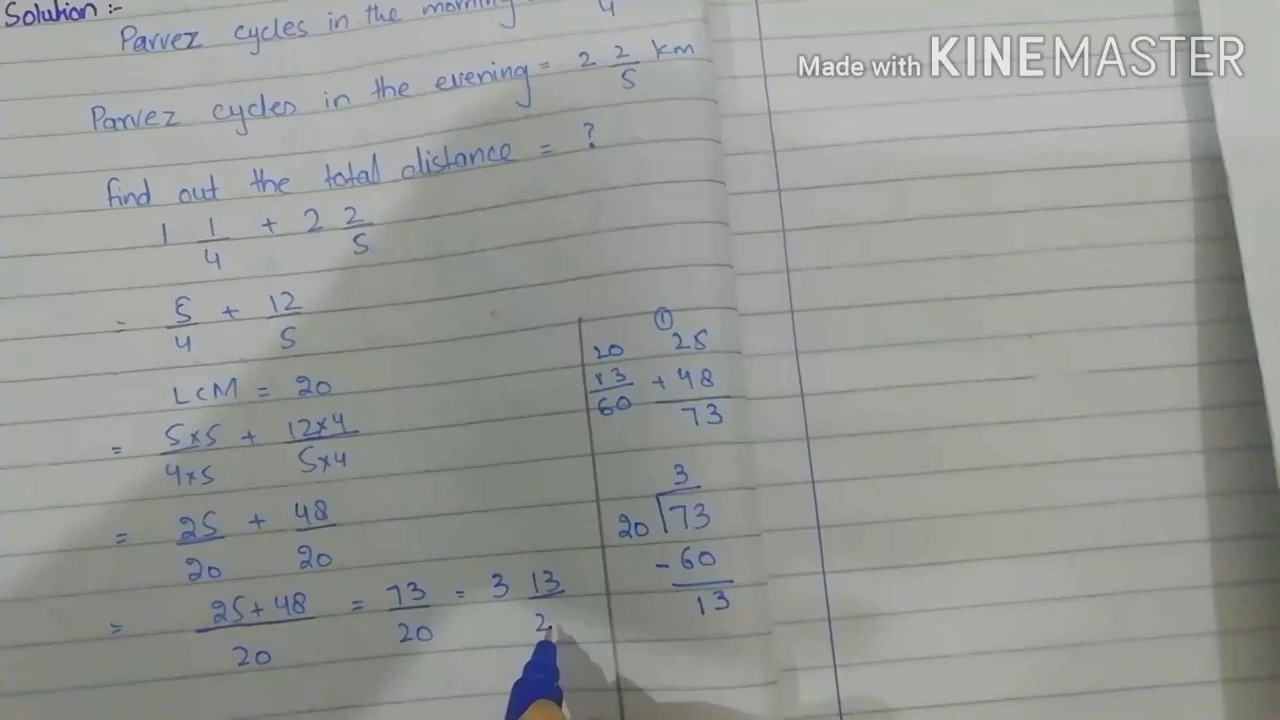 Solution :-
Parvez cycles in the morning 4
Made with KINEMASTER
Parvez cycles in the evening = 2 2/5 km
find out the total distance = ?
1 1/4 + 2 2/5
= 5/4 + 12/5
LCM = 20
= 5×5/4×5 + 12×4/5×4
= 25/20 + 48/20
= 25+48/20 = 73/20 = 3 13/2
20
×3
60
1
25
+ 48
73
3
20 73
- 60
13